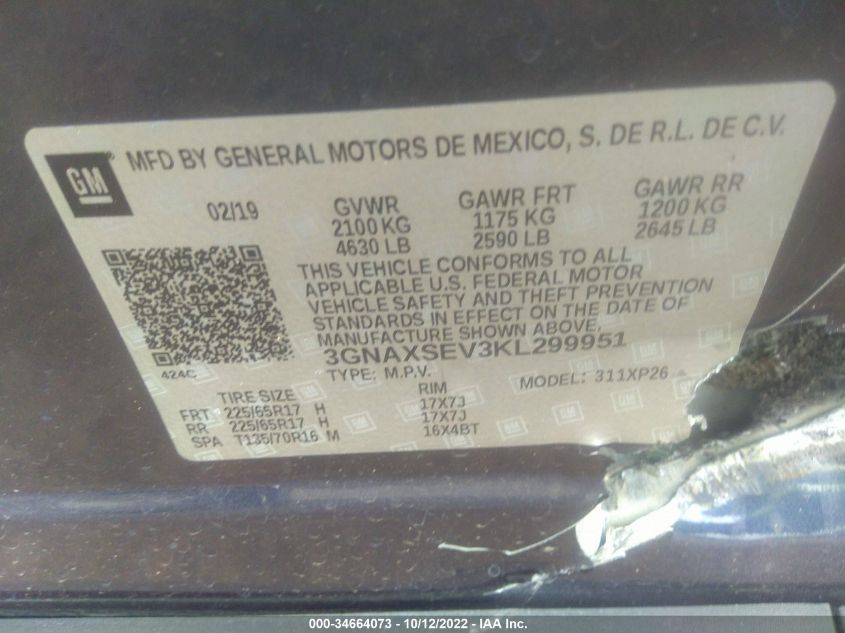 GM
MFD BY GENERAL MOTORS DE MEXICO, S. DE R.L. DE C.V.
02/19 GVWR GAWR FRT GAWR RR
2100 KG 1175 KG 1200 KG
4630 LB 2590 LB 2645 LB
THIS VEHICLE CONFORMS TO ALL
APPLICABLE U.S. FEDERAL MOTOR
VEHICLE SAFETY AND THEFT PREVENTION
STANDARDS IN EFFECT ON THE DATE OF
MANUFACTURE SHOWN ABOVE.
3GNAXSEV3KL299951
424C TYPE: M.P.V. MODEL: 311XP26
TIRE SIZE RIM
FRT 225/65R17 H 17X7J
RR 225/65R17 H 17X7J
SPA T135/70R16 M 16X4BT
000-34664073 - 10/12/2022 - IAA Inc.